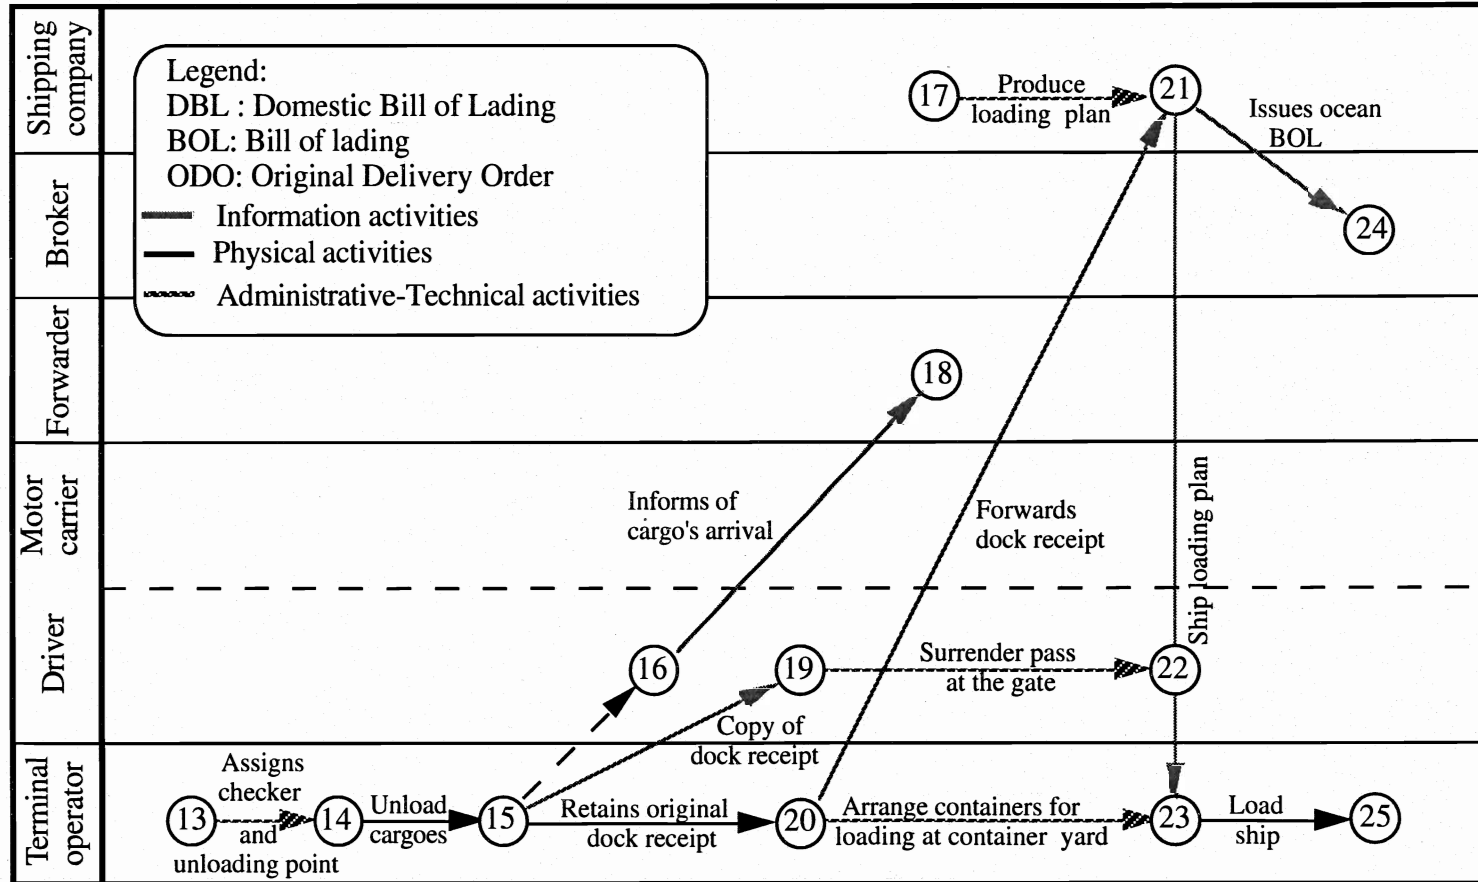 Shipping
company
Broker
Forwarder
Motor
carrier
Driver
Terminal
operator
Legend:
DBL : Domestic Bill of Lading
BOL: Bill of lading
ODO: Original Delivery Order
Information activities
Physical activities
Administrative-Technical activities
17
Produce
loading plan
21
Issues ocean
BOL
24
18
Informs of
cargo's arrival
Forwards
dock receipt
Ship loading plan
16
19
Surrender pass
at the gate
22
Copy of
dock receipt
13
Assigns
checker
and
unloading point
14
Unload
cargoes
15
Retains original
dock receipt
20
Arrange containers for
loading at container yard
23
Load
ship
25